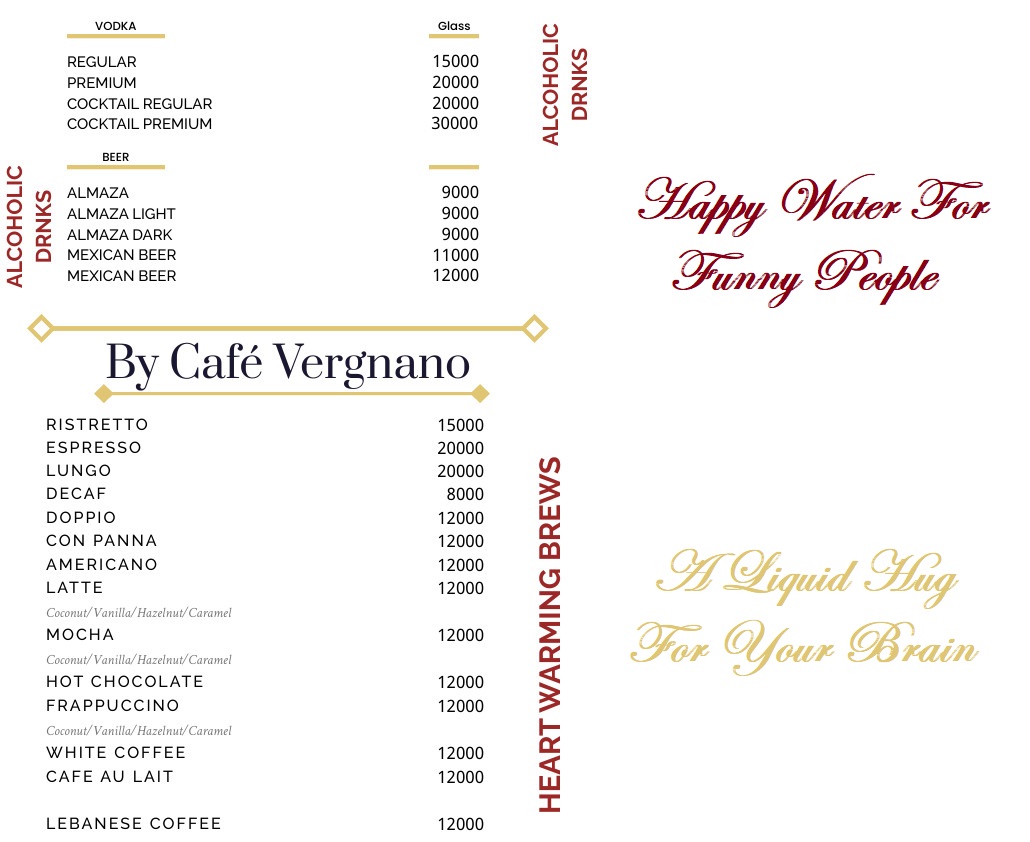 VODKA Glass
REGULAR 15000
PREMIUM 20000
COCKTAIL REGULAR 20000
COCKTAIL PREMIUM 30000
BEER
ALMAZA 9000
ALMAZA LIGHT 9000
ALMAZA DARK 9000
MEXICAN BEER 11000
MEXICAN BEER 12000
ALCOHOLIC
DRNKS
ALCOHOLIC
DRNKS
Happy Water For
Funny People
By Café Vergnano
RISTRETTO 15000
ESPRESSO 20000
LUNGO 20000
DECAF 8000
DOPPIO 12000
CON PANNA 12000
AMERICANO 12000
LATTE 12000
Coconut/Vanilla/Hazelnut/Caramel
MOCHA 12000
Coconut/Vanilla/Hazelnut/Caramel
HOT CHOCOLATE 12000
FRAPPUCCINO 12000
Coconut/Vanilla/Hazelnut/Caramel
WHITE COFFEE 12000
CAFE AU LAIT 12000
LEBANESE COFFEE 12000
HEART WARMING BREWS
A Liquid Hug
For Your Brain